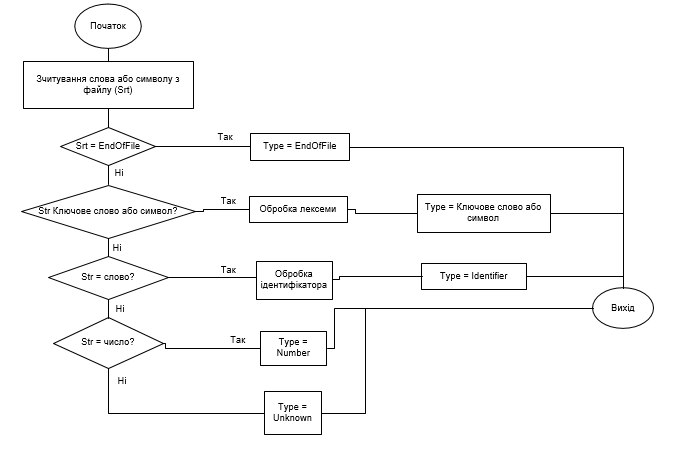 Початок
Зчитування слова або символу з
файлу (Srt)
Srt = EndOfFile
Так
Type = EndOfFile
Ні
Str Ключове слово або символ?
Так
Обробка лексеми
Type = Ключове слово або
символ
Ні
Str = слово?
Так
Обробка
ідентифікатора
Type = Identifier
Ні
Вихід
Str = число?
Так
Type =
Number
Ні
Type =
Unknown